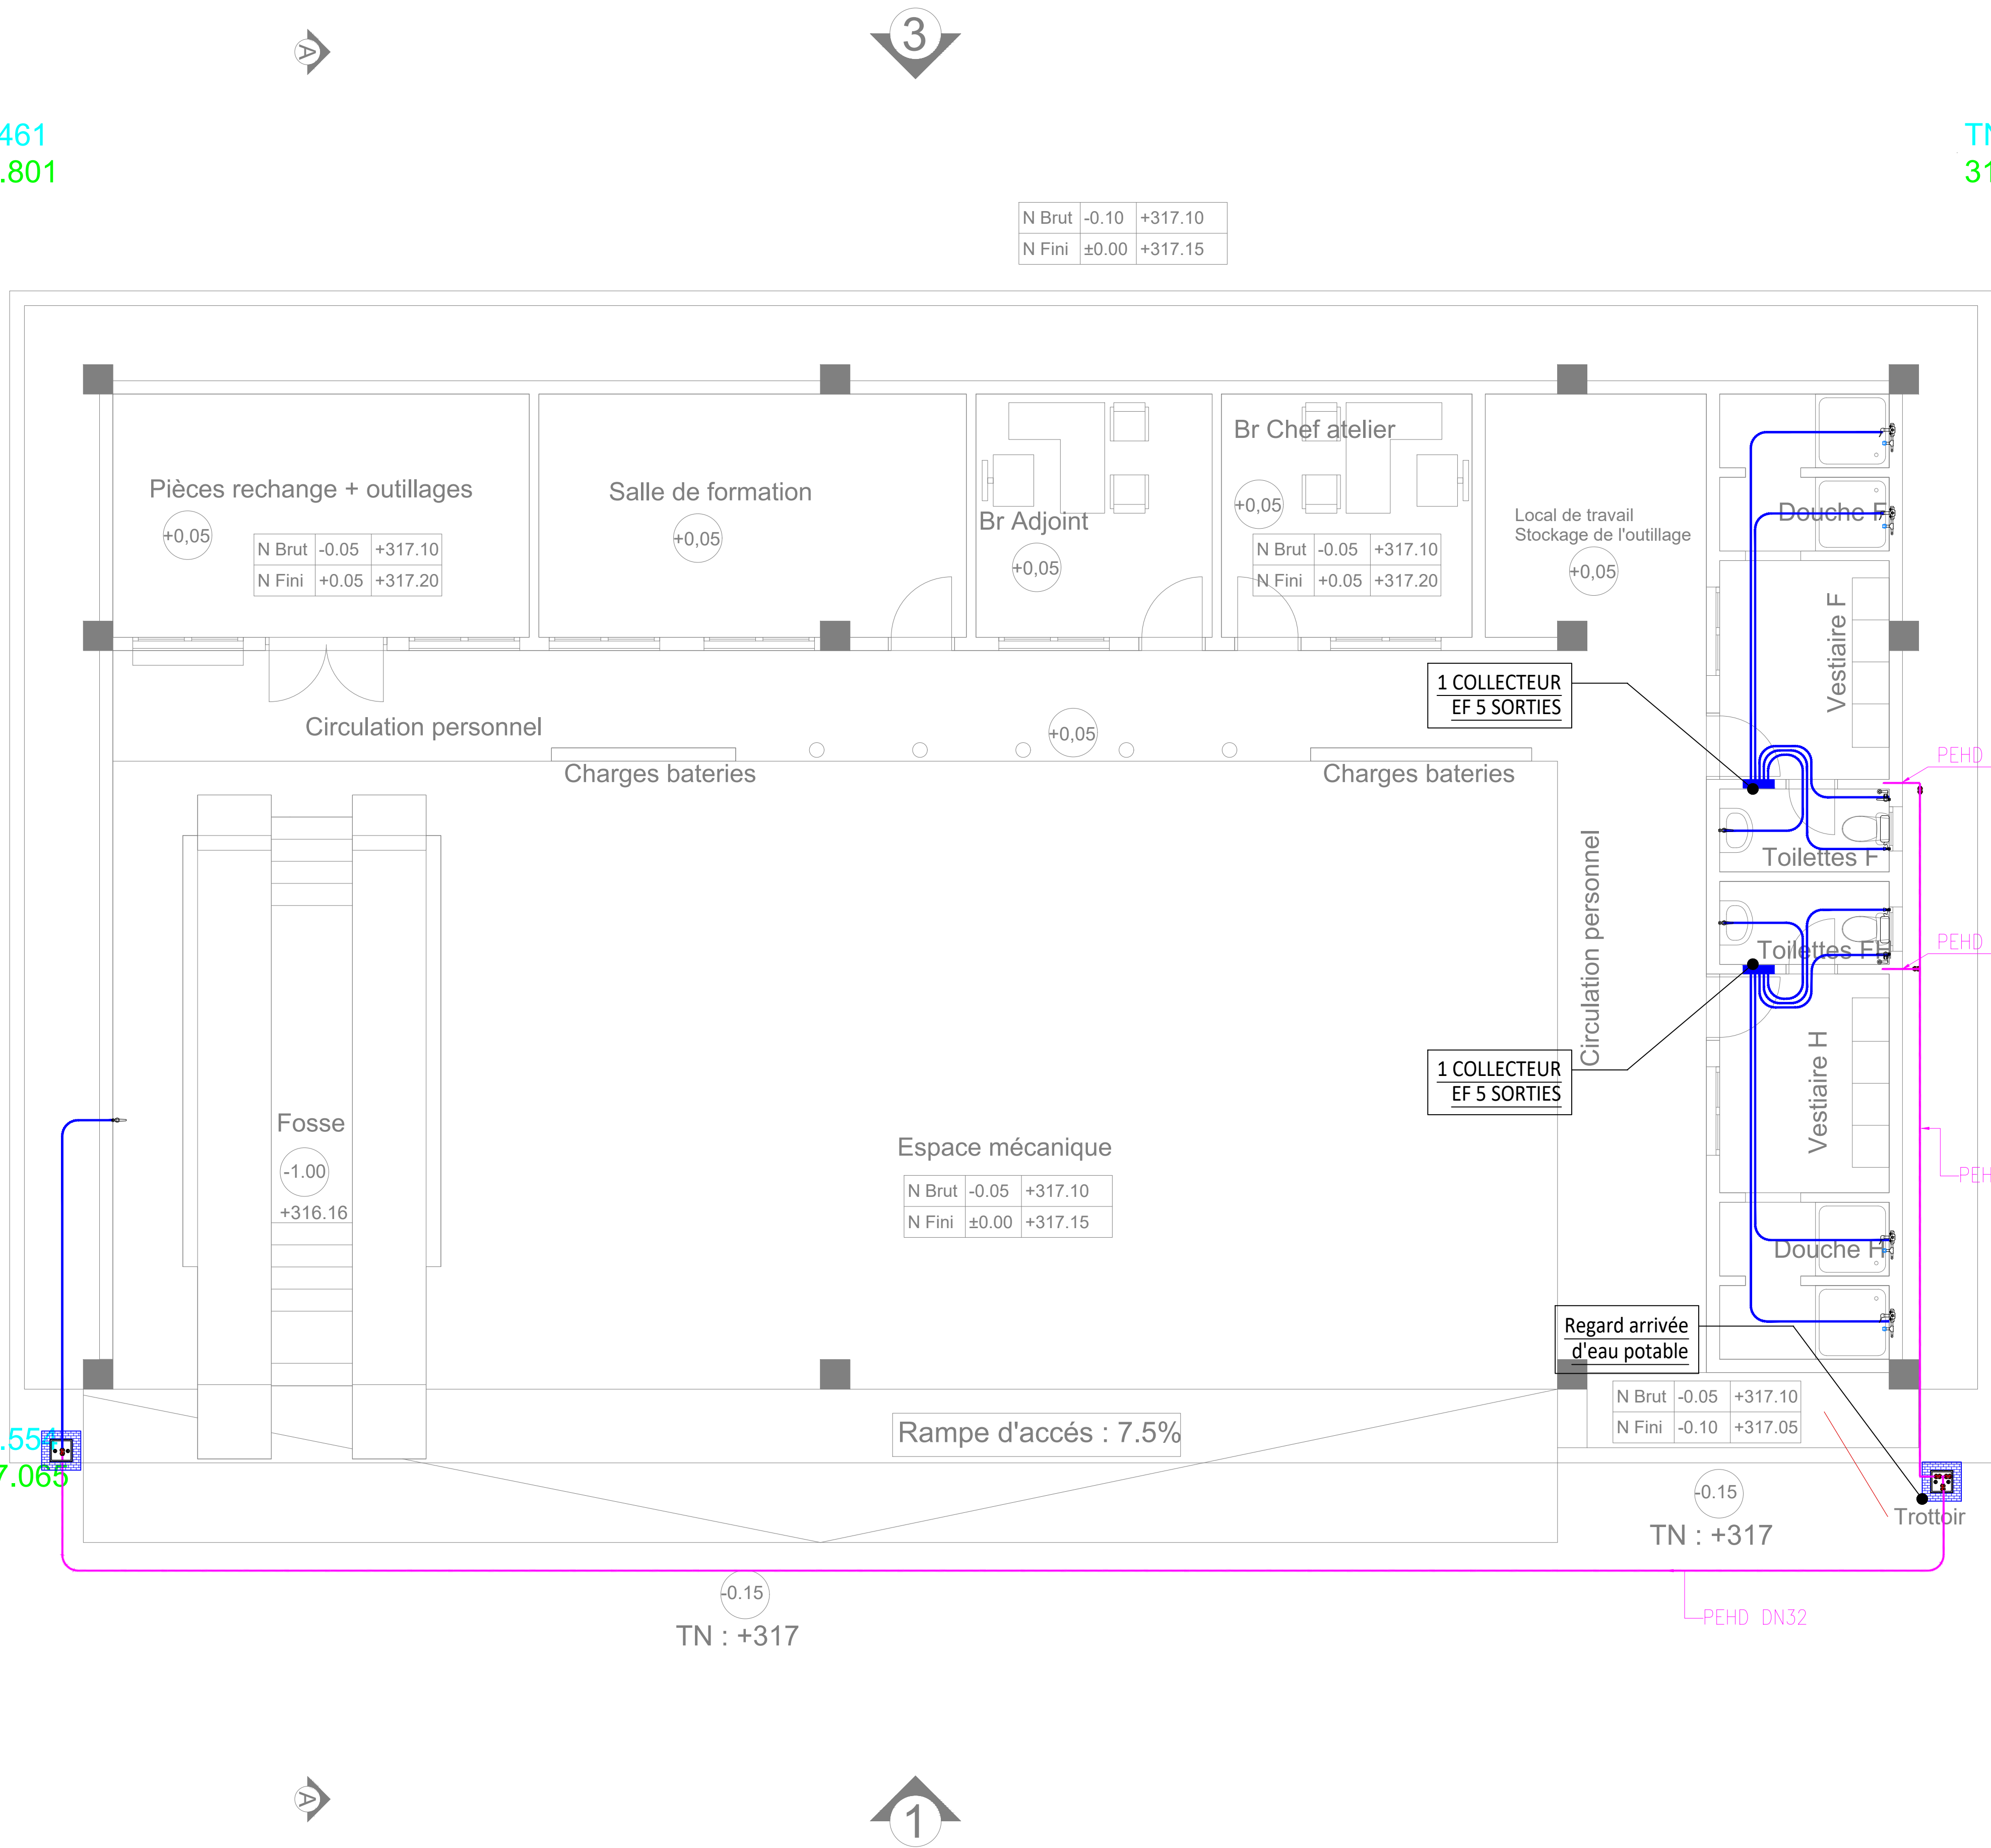 A
3
461
.801
TN
31
N Brut -0.10 +317.10
N Fini ±0.00 +317.15
Pièces rechange + outillages
+0,05
N Brut -0.05 +317.10
N Fini +0.05 +317.20
Salle de formation
+0,05
Br Adjoint
+0,05
Br Chef atelier
+0,05
N Brut -0.05 +317.10
N Fini +0.05 +317.20
Local de travail
Stockage de l'outillage
+0,05
Douche F
Vestiaire F
1 COLLECTEUR
EF 5 SORTIES
Circulation personnel
+0,05
Charges bateries
Charges bateries
PEHD
Toilettes F
Circulation personnel
PEHD
Toilettes FH
1 COLLECTEUR
EF 5 SORTIES
Vestiaire H
Fosse
-1.00
+316.16
Espace mécanique
N Brut -0.05 +317.10
N Fini ±0.00 +317.15
PEH
Douche H
Regard arrivée
d'eau potable
N Brut -0.05 +317.10
N Fini -0.10 +317.05
Rampe d'accés : 7.5%
.554
7.065
-0.15
TN : +317
Trottoir
-0.15
TN : +317
PEHD DN32
A
1